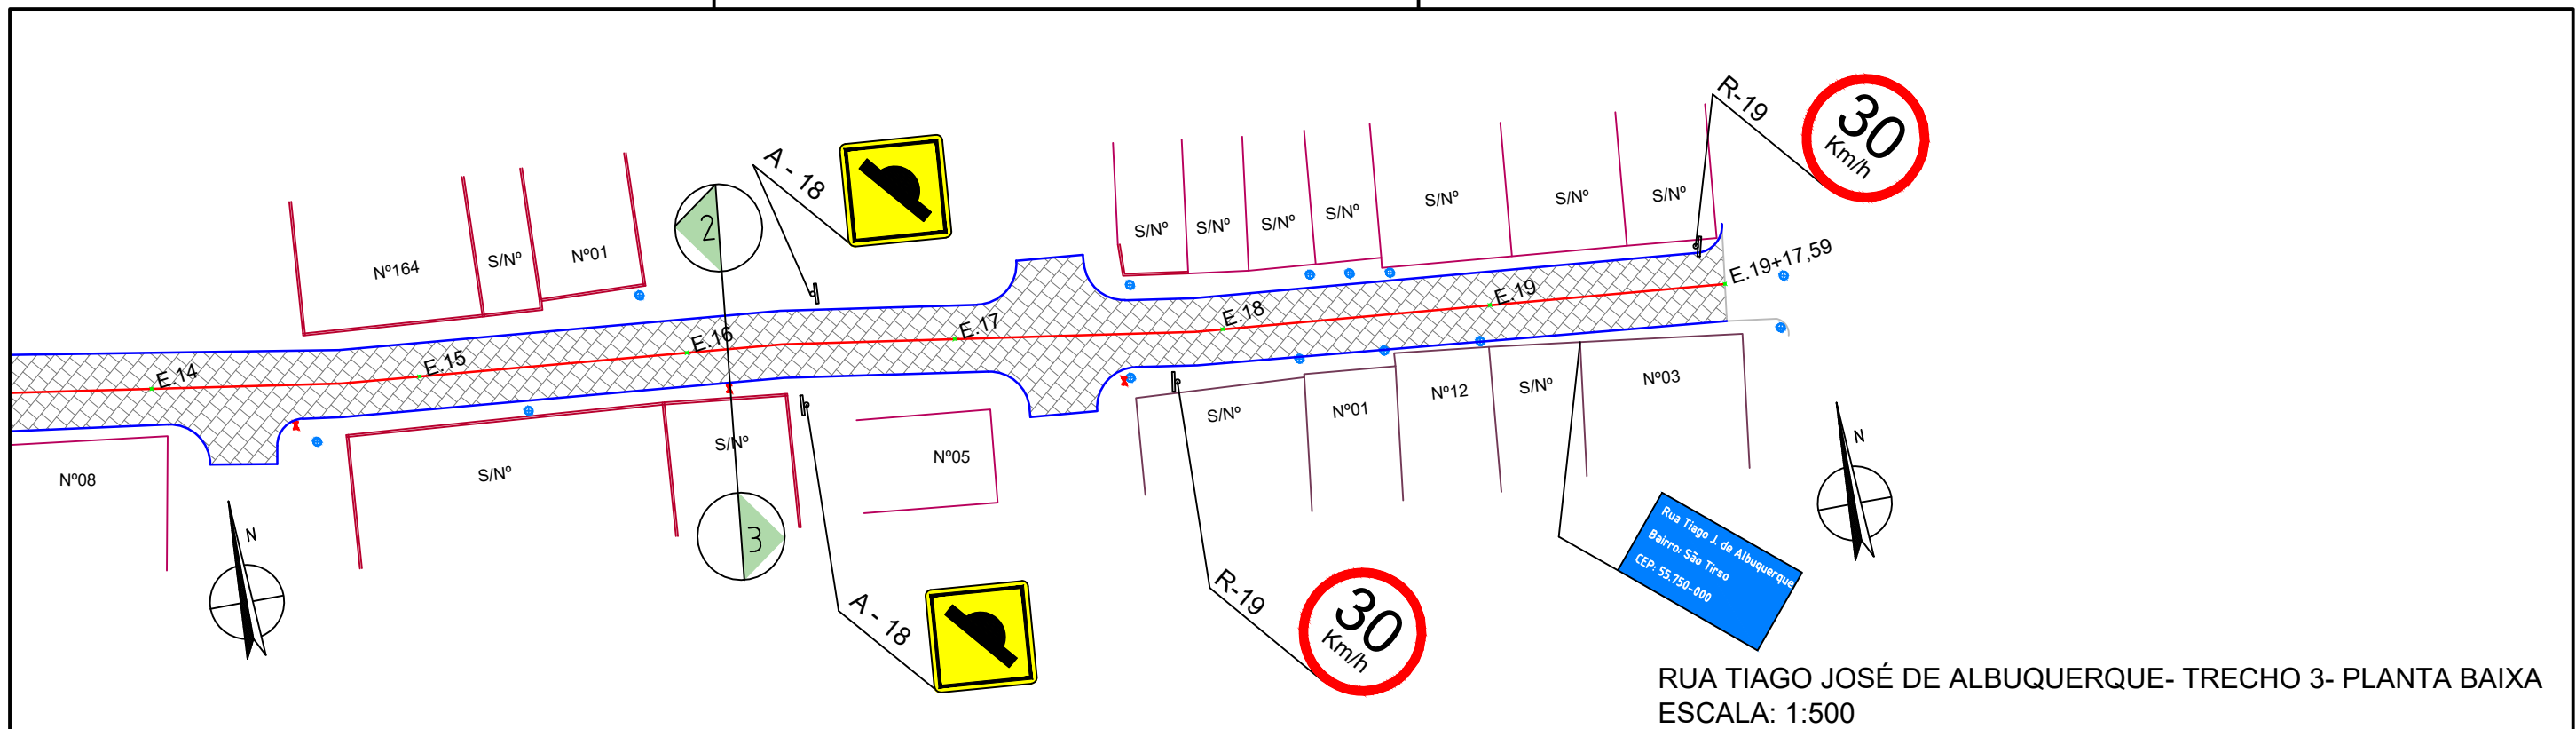 R-19
30
Km/h
A - 18
2
Nº164
S/Nº
Nº01
S/Nº
S/Nº
S/Nº
S/Nº
S/Nº
S/Nº
S/Nº
E.14
E.15
E.16
E.17
E.18
E.19
E.19+17,59
Nº08
S/Nº
S/Nº
Nº05
S/Nº
Nº01
Nº12
S/Nº
Nº03
N
N
3
A - 18
R-19
30
Km/h
Rua Tiago J. de Albuquerque
Bairro: São Tirso
CEP: 55.750-000
RUA TIAGO JOSÉ DE ALBUQUERQUE- TRECHO 3- PLANTA BAIXA
ESCALA: 1:500